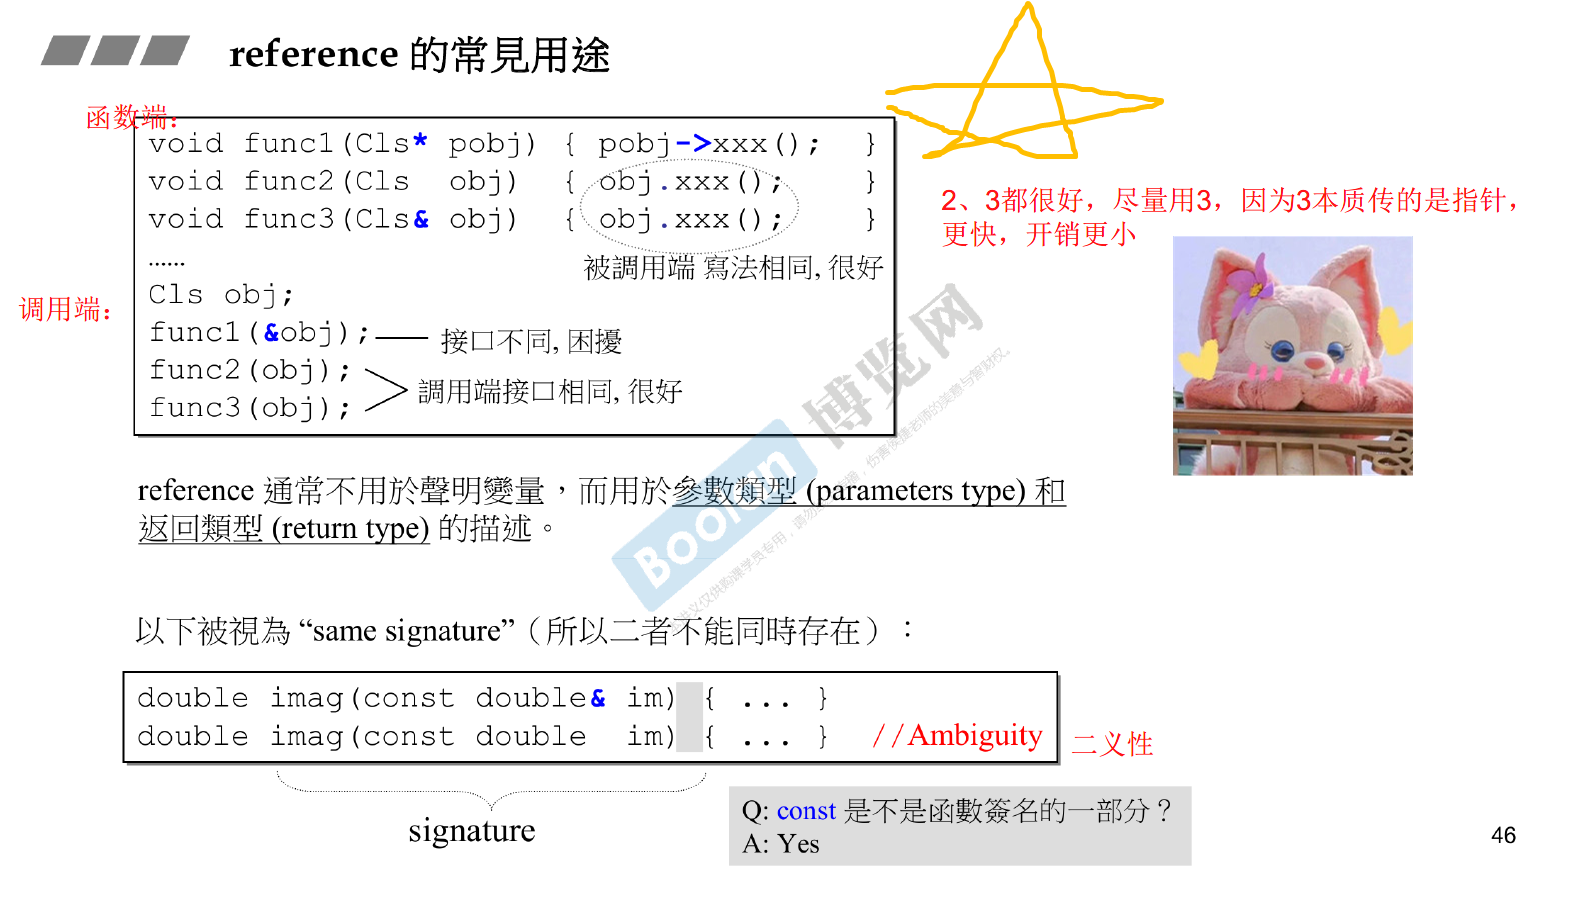 reference 的常見用途
函数端：
void func1(Cls* pobj) { pobj->xxx(); }
void func2(Cls obj) { obj.xxx(); }
void func3(Cls& obj) { obj.xxx(); }
被調用端 寫法相同, 很好
......
Cls obj;
调用端：
func1(&obj); 接口不同, 困擾
func2(obj);
調用端接口相同, 很好
func3(obj);
2、3都很好，尽量用3，因为3本质传的是指针，
更快，开销更小
reference 通常不用於聲明變量，而用於參數類型 (parameters type) 和
返回類型 (return type) 的描述。
以下被視為 “same signature”（所以二者不能同時存在）：
double imag(const double& im) { ... }
double imag(const double im) { ... } //Ambiguity
二义性
signature
Q: const 是不是函數簽名的一部分？
A: Yes
46
Boolan 博览网